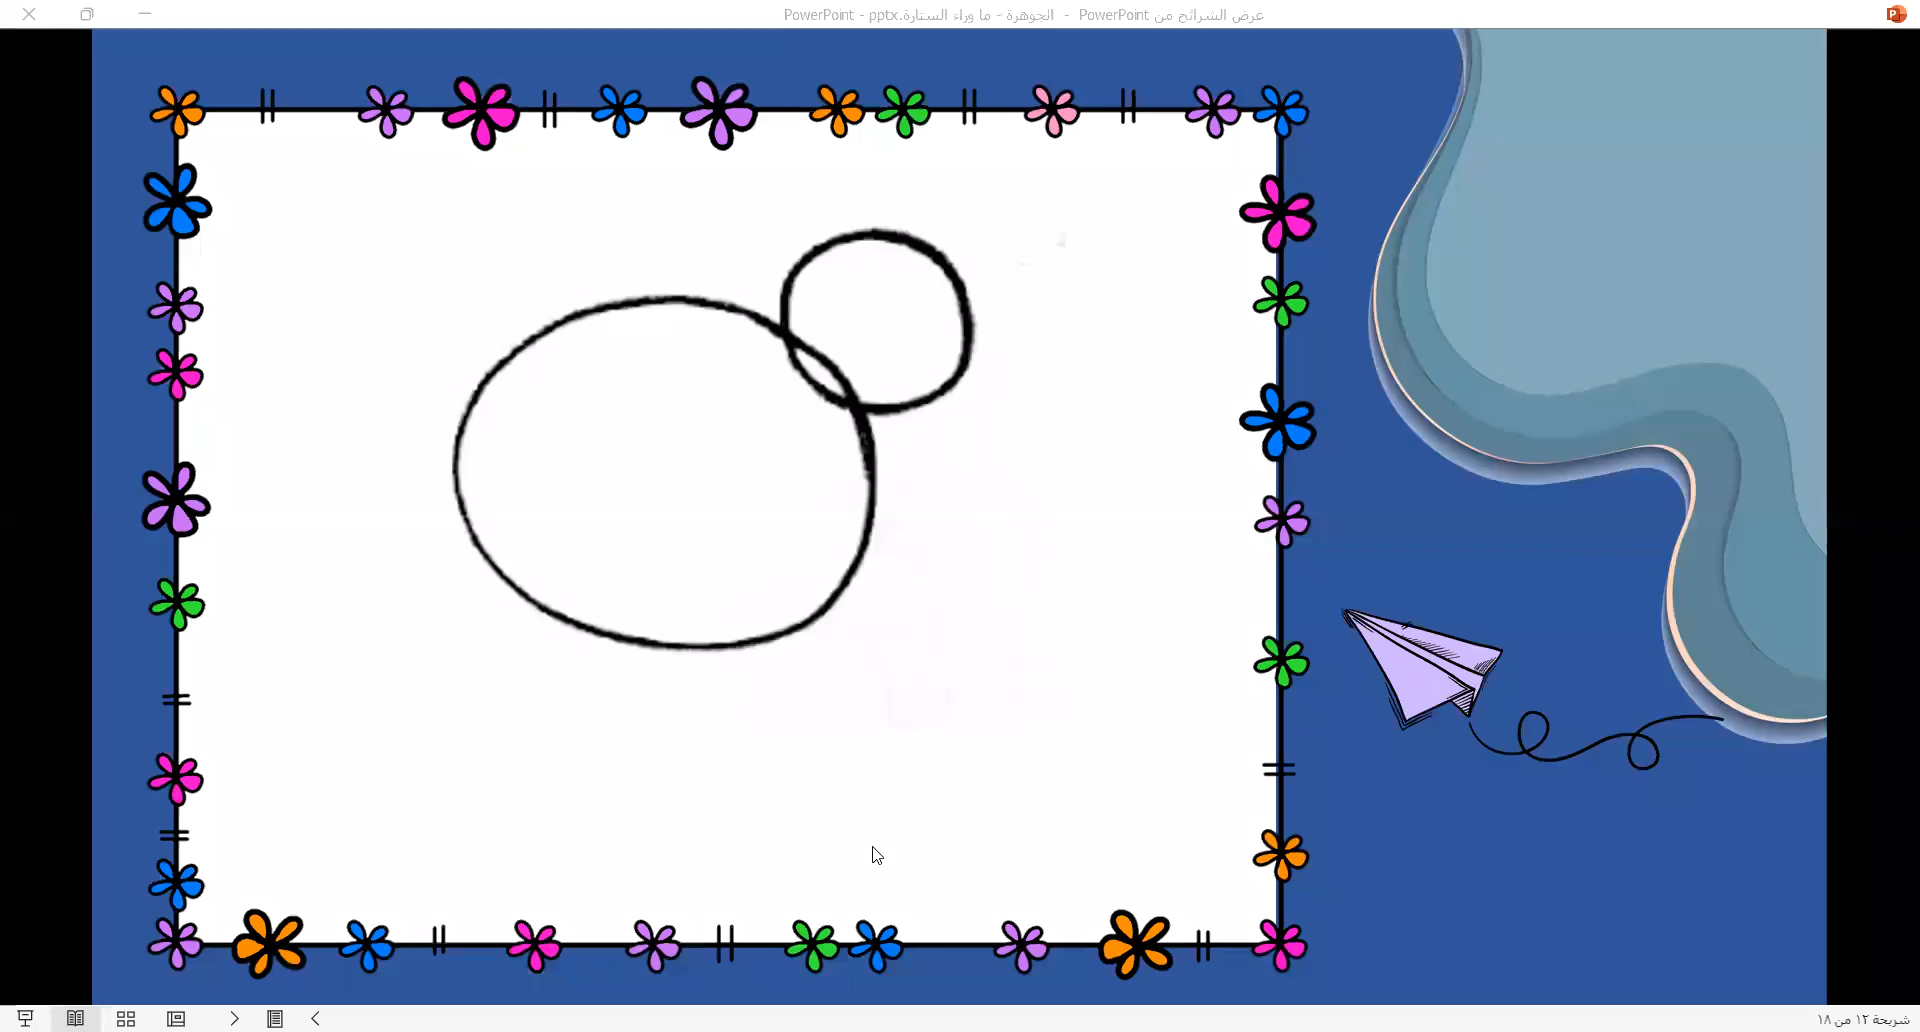 عرض الشرائح من PowerPoint - الجوهرة - ما وراء الستارة.pptx - PowerPoint
شريحة ١٢ من ١٨